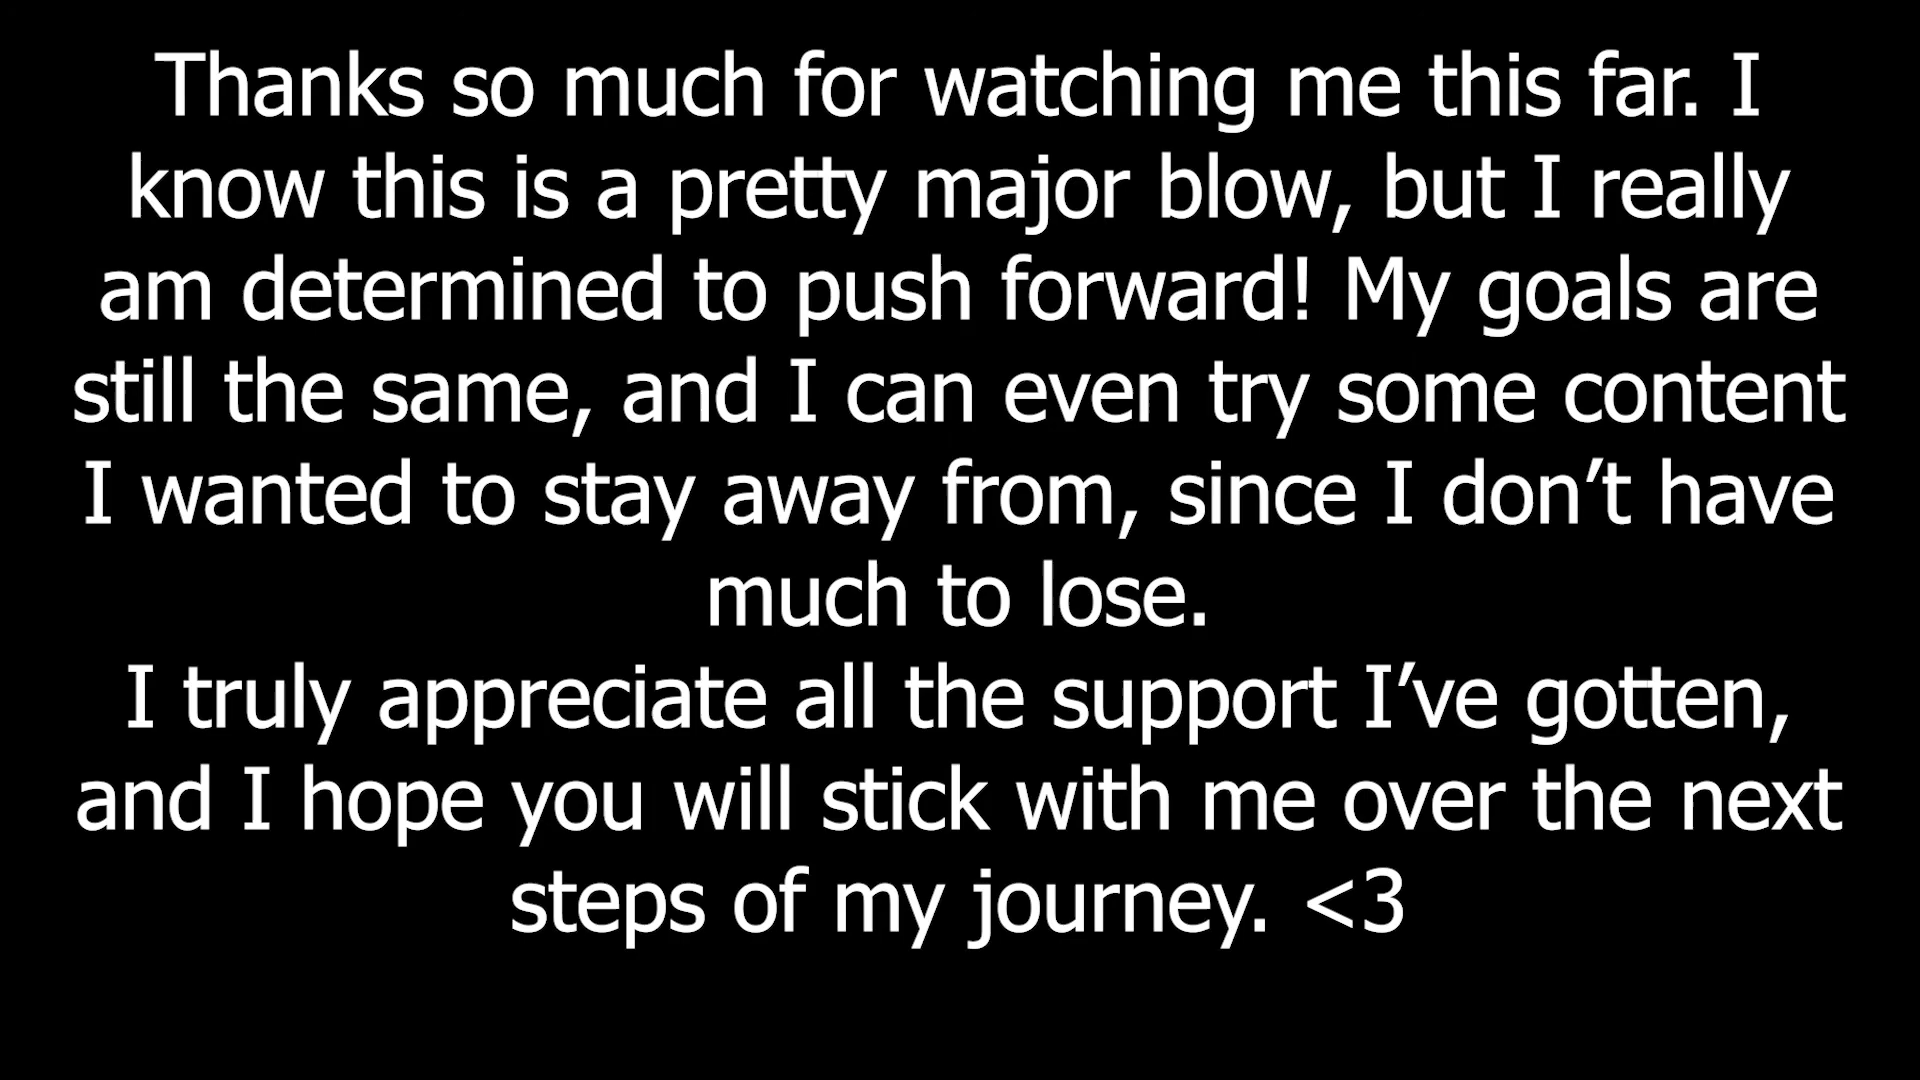 Thanks so much for watching me this far. I
know this is a pretty major blow, but I really
am determined to push forward! My goals are
still the same, and I can even try some content
I wanted to stay away from, since I don’t have
much to lose.
I truly appreciate all the support I’ve gotten,
and I hope you will stick with me over the next
steps of my journey. <3